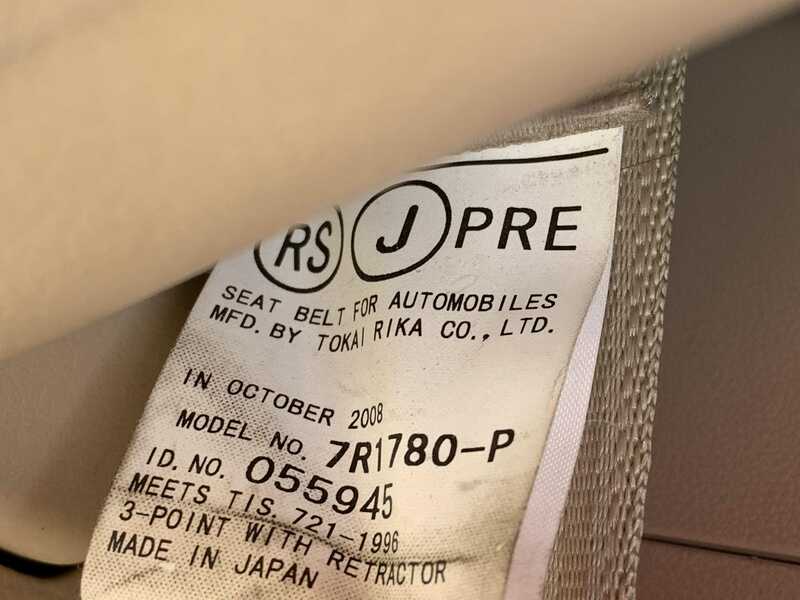 RS J PRE
SEAT BELT FOR AUTOMOBILES
MFD. BY TOKAI RIKA CO., LTD.
IN OCTOBER 2008
MODEL NO. 7R1780-P
ID. NO. 055945
MEETS TIS. 721-1996
3-POINT WITH RETRACTOR
MADE IN JAPAN